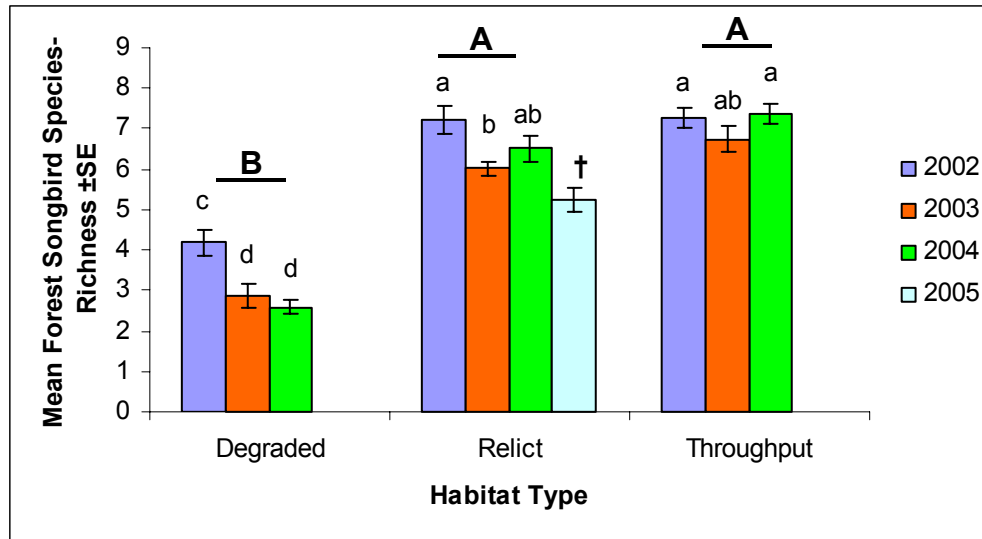 Mean Forest Songbird Species-
Richness ±SE
9
8
7
6
5
4
3
2
1
0
B
c
d
d
A
a
b
ab
†
A
a
ab
a
Degraded
Relict
Throughput
Habitat Type
2002
2003
2004
2005